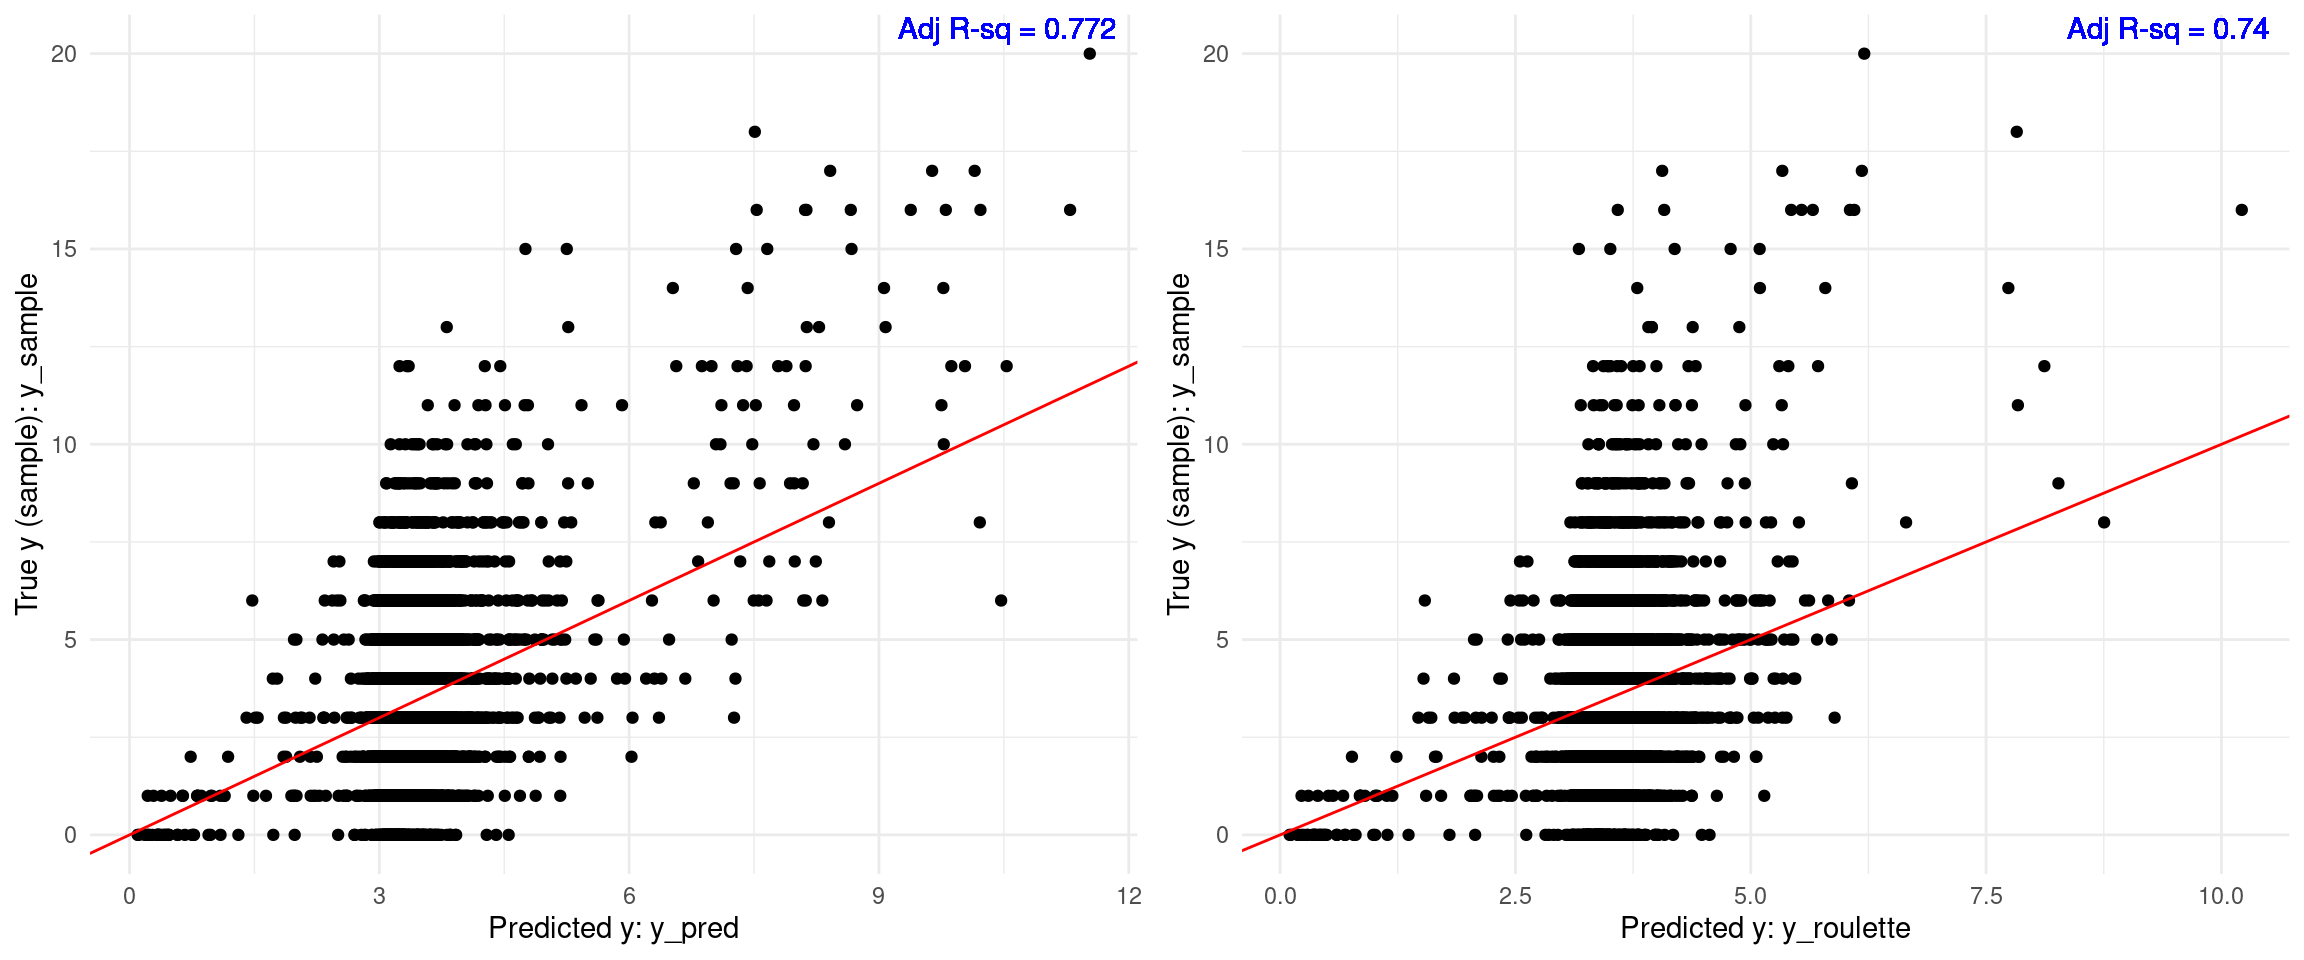 Adj R-sq = 0.772
20
15
10
5
0
True y (sample): y_sample
0 3 6 9 12
Predicted y: y_pred
Adj R-sq = 0.74
20
15
10
5
0
True y (sample): y_sample
0.0 2.5 5.0 7.5 10.0
Predicted y: y_roulette